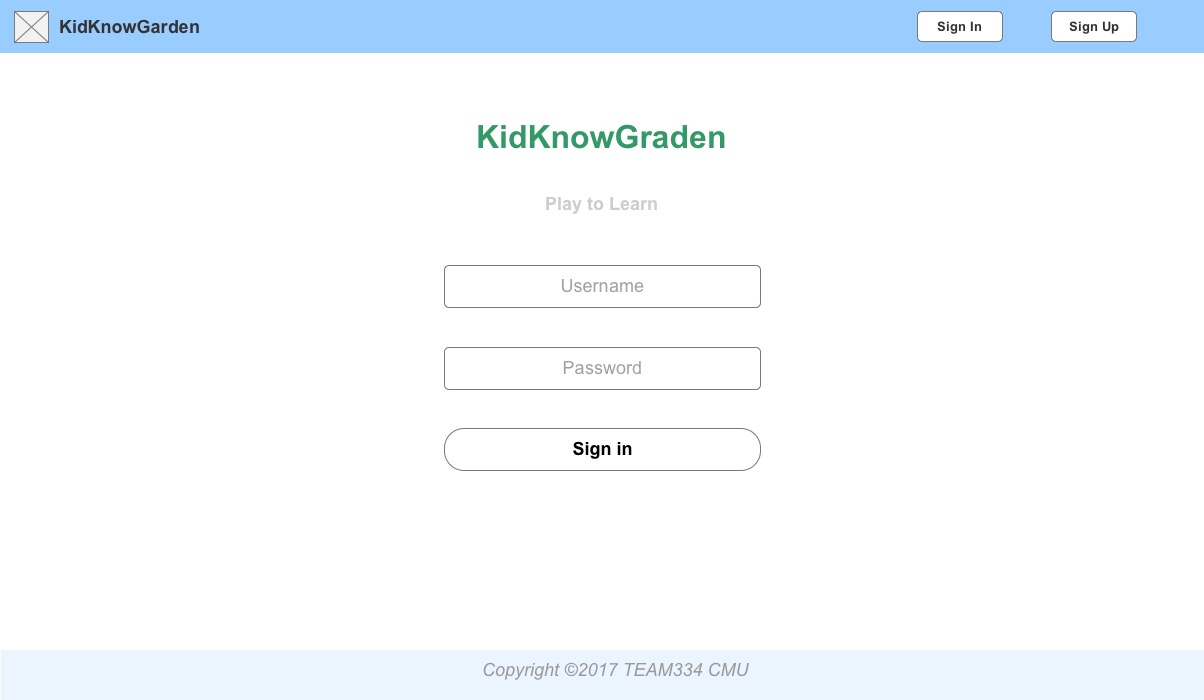 KidKnowGarden
Sign In
Sign Up
KidKnowGraden
Play to Learn
Username
Password
Sign in
Copyright ©2017 TEAM334 CMU